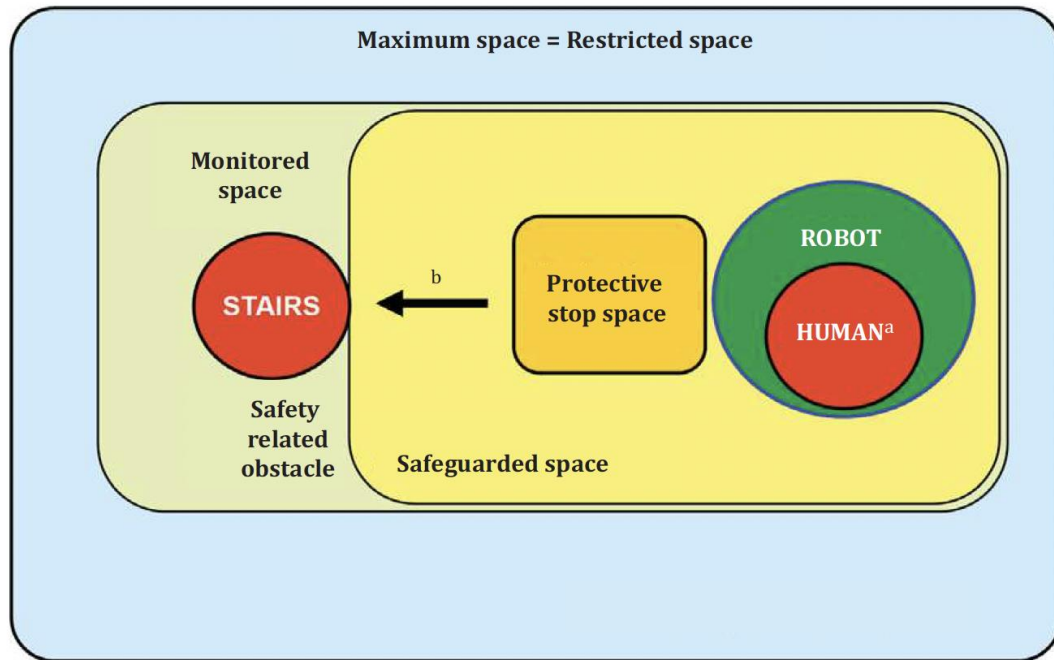 Maximum space = Restricted space
Monitored
space
STAIRS
b
Protective
stop space
ROBOT
HUMANa
Safety
related
obstacle
Safeguarded space